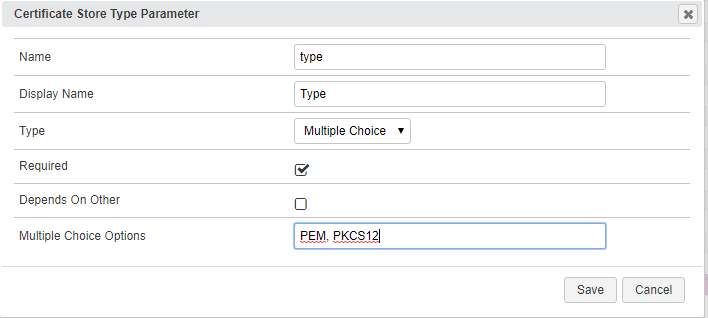 Certificate Store Type Parameter
Name type
Display Name Type
Type Multiple Choice
Required
Depends On Other
Multiple Choice Options PEM, PKCS12
Save Cancel